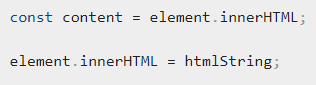 const content = element.innerHTML;
element.innerHTML = htmlString;